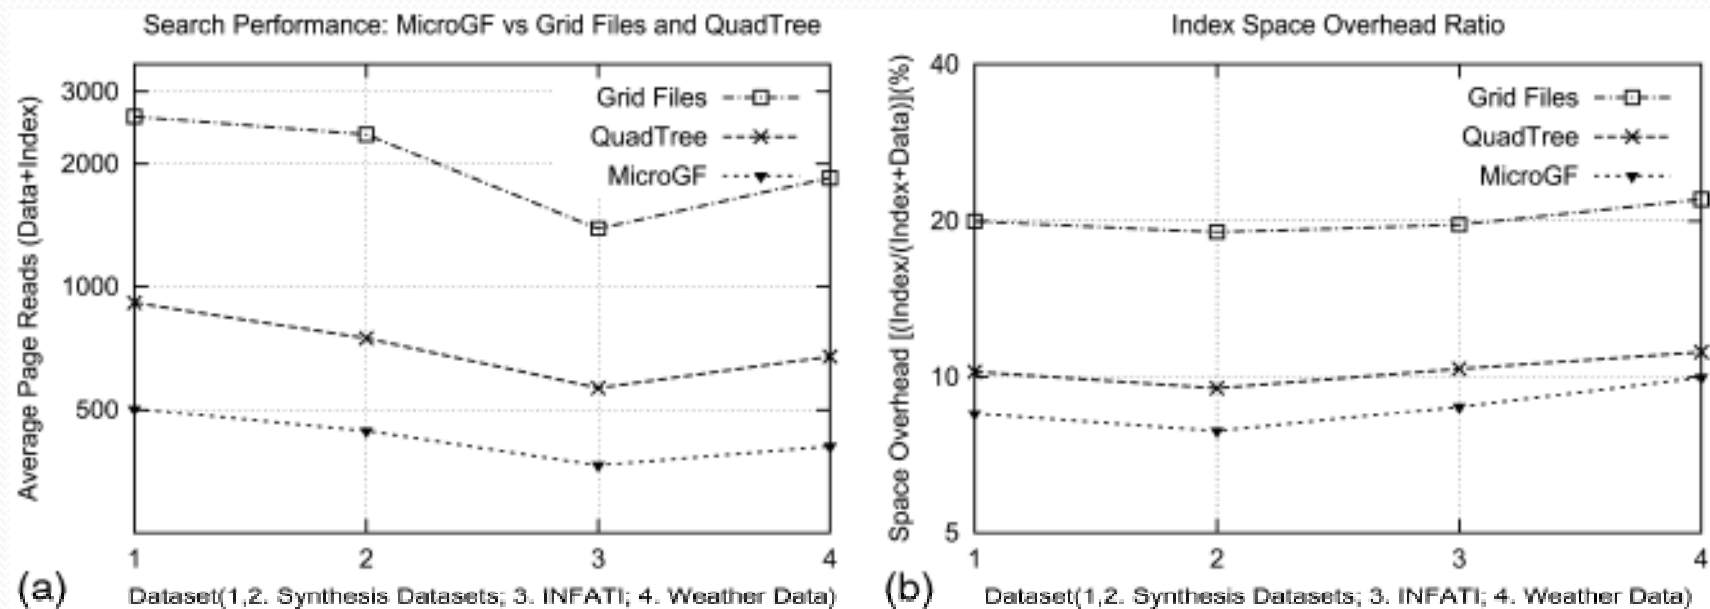 Search Performance: MicroGF vs Grid Files and QuadTree
Average Page Reads (Data+Index)
3000
2000
1000
500
Grid Files
QuadTree
MicroGF
1 2 3 4
(a) Dataset(1,2. Synthesis Datasets; 3. INFATI; 4. Weather Data)
Index Space Overhead Ratio
Space Overhead [(Index/(Index+Data)](%)
40
20
10
5
Grid Files
QuadTree
MicroGF
1 2 3 4
(b) Dataset(1,2. Synthesis Datasets; 3. INFATI; 4. Weather Data)